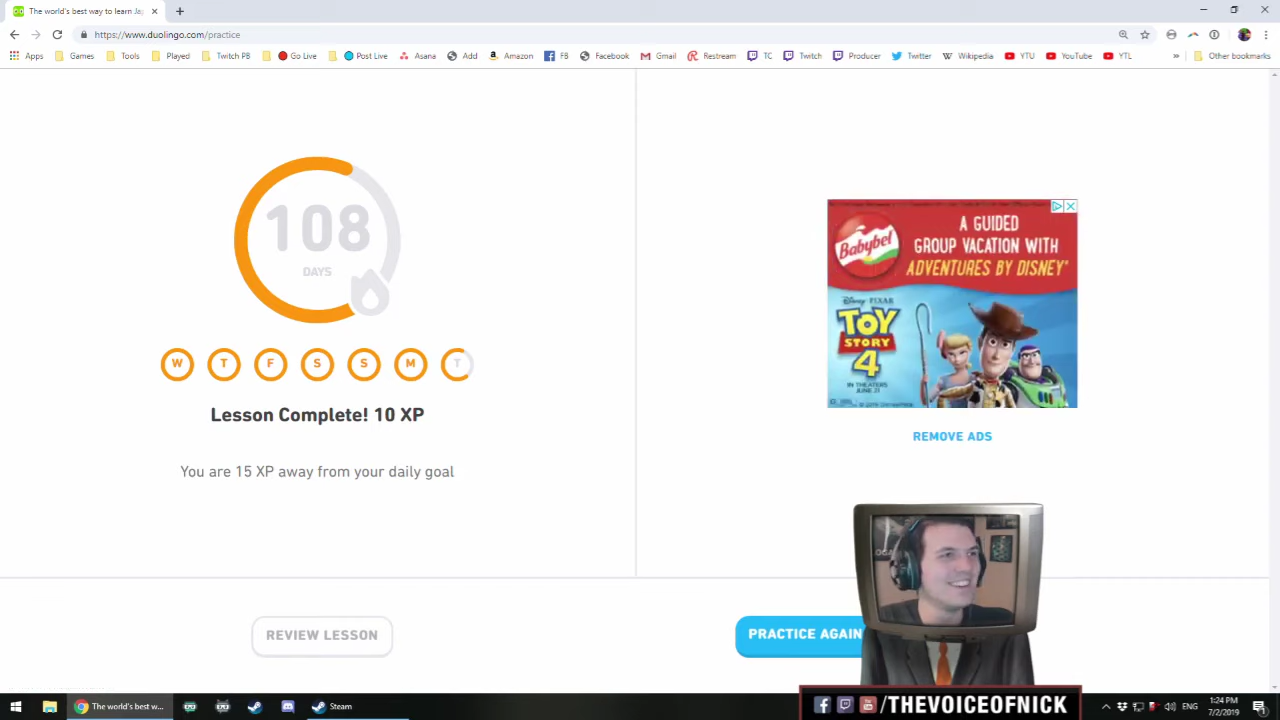 The world's best way to learn Ja
https://www.duolingo.com/practice
Apps
Games
Tools
Played
Twitch PB
Go Live
Post Live
Asana
Add
Amazon
FB
Facebook
Gmail
Restream
TC
Twitch
Producer
Twitter
Wikipedia
YTU
YouTube
YTL
Other bookmarks
108
DAYS
W T F S S M T
Lesson Complete! 10 XP
You are 15 XP away from your daily goal
REVIEW LESSON
Babybel
A GUIDED
GROUP VACATION WITH
ADVENTURES BY DISNEY*
Disney PIXAR
TOY
STORY
4
IN THEATERS
JUNE 21
REMOVE ADS
PRACTICE AGAIN
/THEVOICEOFNICK
The world's best w...
Steam
ENG
1:24 PM
7/2/2019